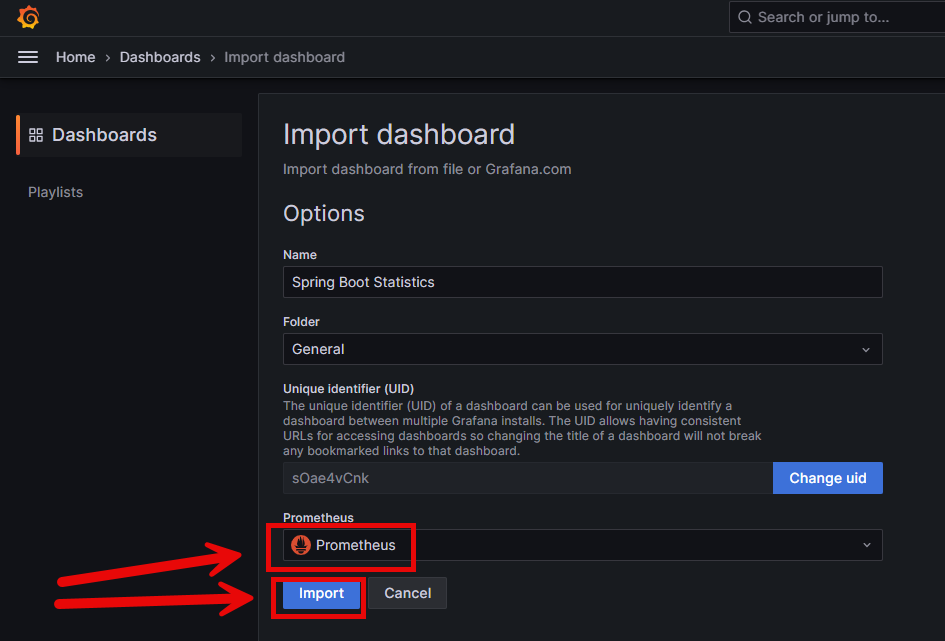 Search or jump to...
Home › Dashboards › Import dashboard
Dashboards
Playlists
Import dashboard
Import dashboard from file or Grafana.com
Options
Name
Spring Boot Statistics
Folder
General
Unique identifier (UID)
The unique identifier (UID) of a dashboard can be used for uniquely identify a
dashboard between multiple Grafana installs. The UID allows having consistent
URLs for accessing dashboards so changing the title of a dashboard will not break
any bookmarked links to that dashboard.
sOae4vCnk
Change uid
Prometheus
Prometheus
Import
Cancel